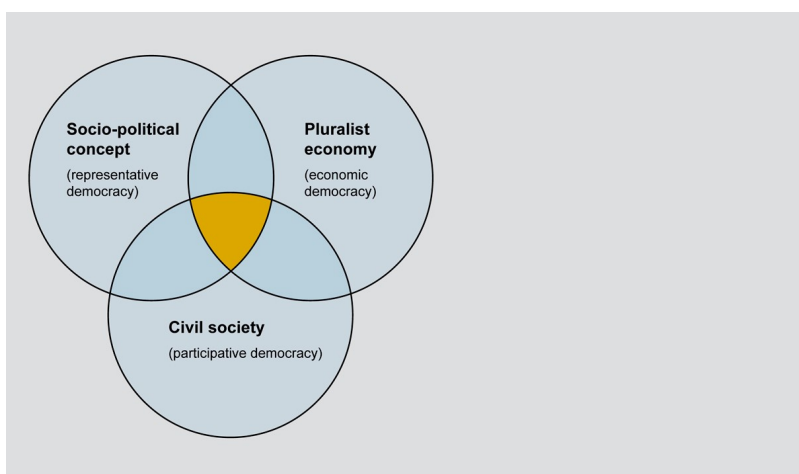 Socio-political
concept
(representative
democracy)
Pluralist
economy
(economic
democracy)
Civil society
(participative democracy)